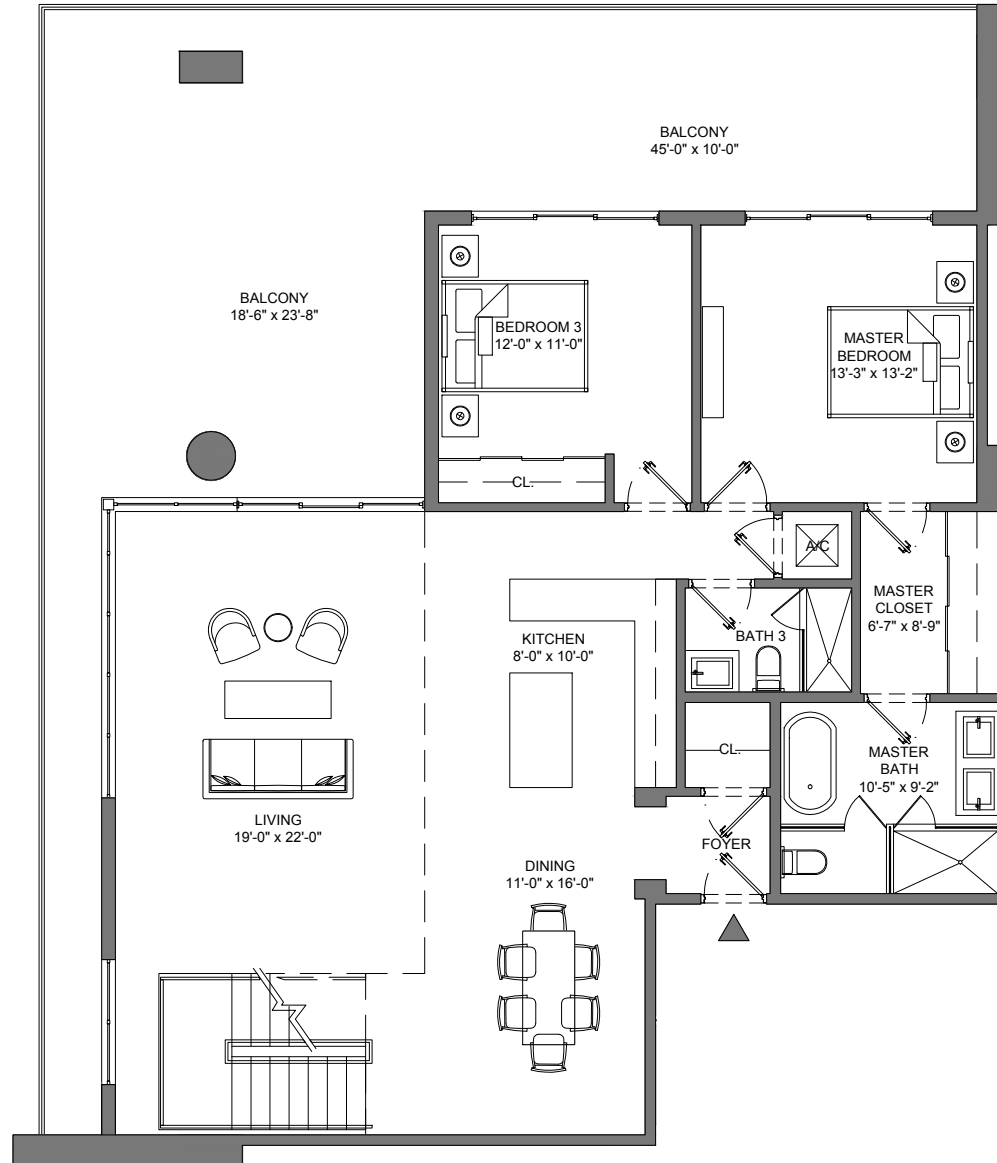 BALCONY
45'-0" x 10'-0"
BALCONY
18'-6" x 23'-8"
BEDROOM 3
12'-0" x 11'-0"
MASTER
BEDROOM
13'-3" x 13'-2"
CL.
A/C
MASTER
CLOSET
6'-7" x 8'-9"
BATH 3
KITCHEN
8'-0" x 10'-0"
CL.
MASTER
BATH
10'-5" x 9'-2"
LIVING
19'-0" x 22'-0"
FOYER
DINING
11'-0" x 16'-0"